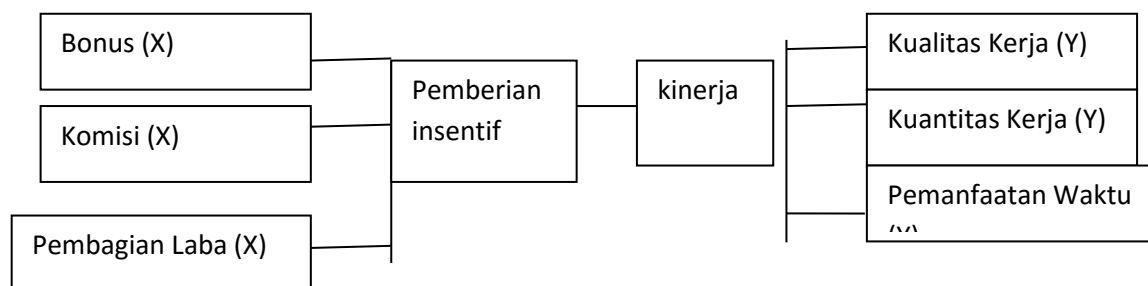 Bonus (X)
Komisi (X)
Pembagian Laba (X)
Pemberian
insentif
kinerja
Kualitas Kerja (Y)
Kuantitas Kerja (Y)
Pemanfaatan Waktu